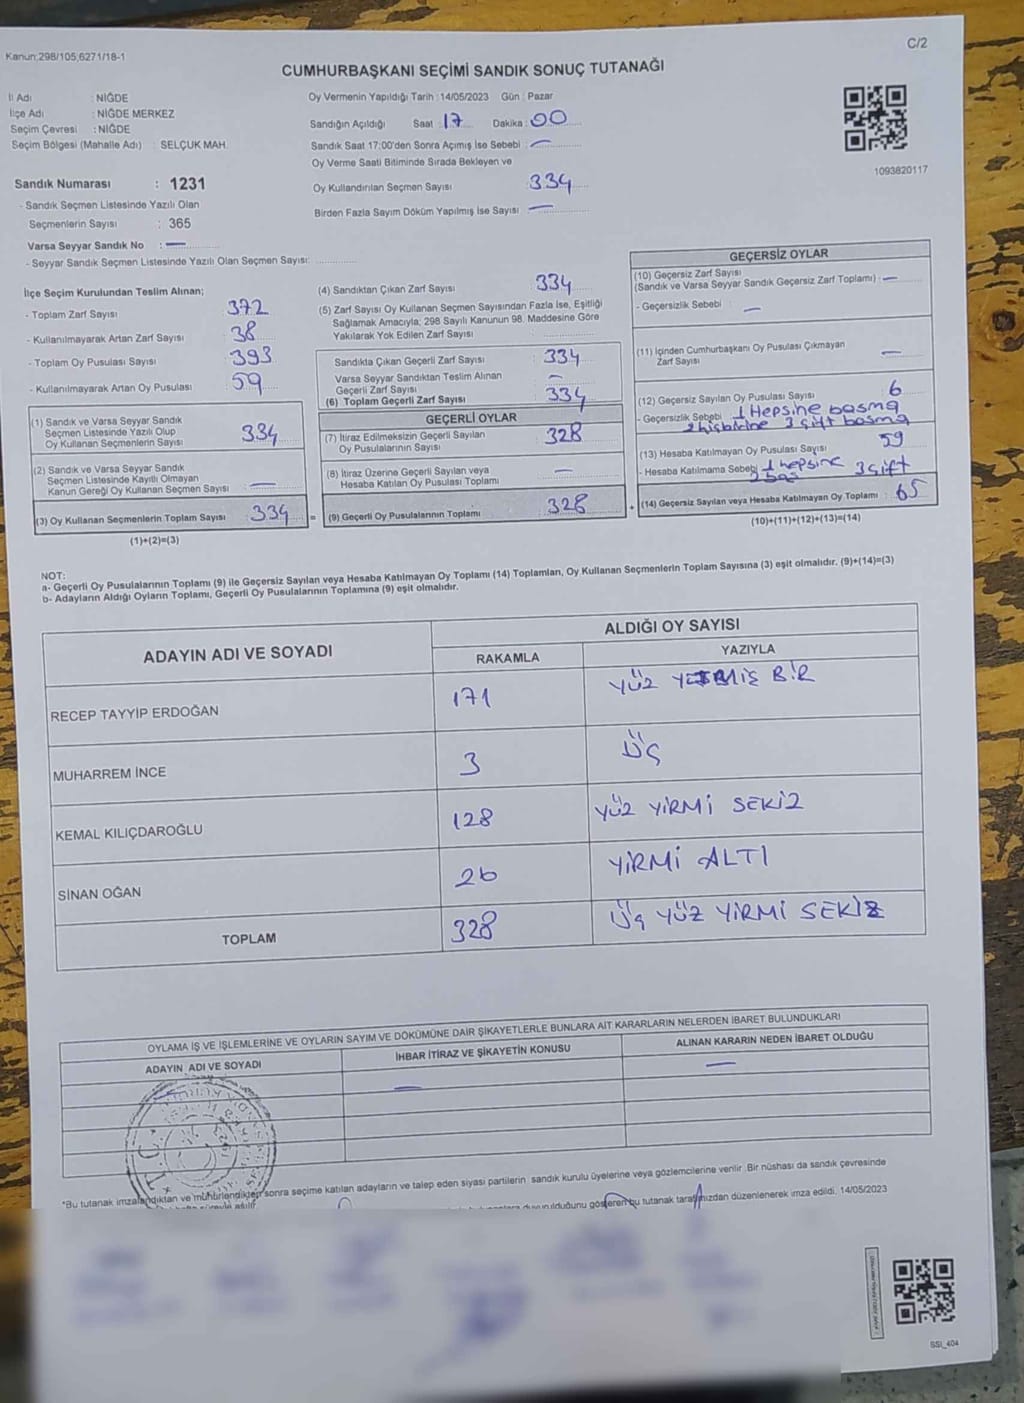 Kanun;298/105;6271/18-1
C/2
CUMHURBAŞKANI SEÇİMİ SANDIK SONUÇ TUTANAĞI
İl Adı : NİĞDE
İlçe Adı : NİĞDE MERKEZ
Seçim Çevresi : NİĞDE
Seçim Bölgesi (Mahalle Adı) : SELÇUK MAH.
Sandık Numarası : 1231
- Sandık Seçmen Listesinde Yazılı Olan
Seçmenlerin Sayısı : 365
Varsa Seyyar Sandık No : —
- Seyyar Sandık Seçmen Listesinde Yazılı Olan Seçmen Sayısı:
Oy Vermenin Yapıldığı Tarih : 14/05/2023 Gün : Pazar
Sandığın Açıldığı Saat : 17 Dakika : 00
Sandık Saat 17:00'den Sonra Açımış İse Sebebi : —
Oy Verme Saati Bitiminde Sırada Bekleyen ve
Oy Kullandırılan Seçmen Sayısı 334
Birden Fazla Sayım Döküm Yapılmış İse Sayısı : —
1093820117
İlçe Seçim Kurulundan Teslim Alınan;
- Toplam Zarf Sayısı 372
- Kullanılmayarak Artan Zarf Sayısı : 38
- Toplam Oy Pusulası Sayısı : 393
- Kullanılmayarak Artan Oy Pusulası : 59
(1) Sandık ve Varsa Seyyar Sandık
Seçmen Listesinde Yazılı Olup
Oy Kullanan Seçmenlerin Sayısı : 334
(2) Sandık ve Varsa Seyyar Sandık
Seçmen Listesinde Kayıtlı Olmayan
Kanun Gereği Oy Kullanan Seçmen Sayısı : —
(3) Oy Kullanan Seçmenlerin Toplam Sayısı : 334 =
(1)+(2)=(3)
(4) Sandıktan Çıkan Zarf Sayısı 334
(5) Zarf Sayısı Oy Kullanan Seçmen Sayısından Fazla İse, Eşitliği
Sağlamak Amacıyla; 298 Sayılı Kanunun 98. Maddesine Göre
Yakılarak Yok Edilen Zarf Sayısı :
Sandıkta Çıkan Geçerli Zarf Sayısı : 334
Varsa Seyyar Sandıktan Teslim Alınan
Geçerli Zarf Sayısı : —
(6) Toplam Geçerli Zarf Sayısı : 334
GEÇERLİ OYLAR
(7) İtiraz Edilmeksizin Geçerli Sayılan
Oy Pusulalarının Sayısı : 328
(8) İtiraz Üzerine Geçerli Sayılan veya
Hesaba Katılan Oy Pusulası Toplamı : —
(9) Geçerli Oy Pusulalarının Toplamı : 328 +
GEÇERSİZ OYLAR
(10) Geçersiz Zarf Sayısı
(Sandık ve Varsa Seyyar Sandık Geçersiz Zarf Toplamı) : —
- Geçersizlik Sebebi : —
(11) İçinden Cumhurbaşkanı Oy Pusulası Çıkmayan
Zarf Sayısı : —
(12) Geçersiz Sayılan Oy Pusulası Sayısı : 6
- Geçersizlik Sebebi : 1 Hepsine basma
2 hiçbirine 3 çift basma
(13) Hesaba Katılmayan Oy Pusulası Sayısı : 59
- Hesaba Katılmama Sebebi : 1 hepsine 3 çift
(14) Geçersiz Sayılan veya Hesaba Katılmayan Oy Toplamı : 65
(10)+(11)+(12)+(13)=(14)
NOT:
a- Geçerli Oy Pusulalarının Toplamı (9) ile Geçersiz Sayılan veya Hesaba Katılmayan Oy Toplamı (14) Toplamları, Oy Kullanan Seçmenlerin Toplam Sayısına (3) eşit olmalıdır. (9)+(14)=(3)
b- Adayların Aldığı Oyların Toplamı, Geçerli Oy Pusulalarının Toplamına (9) eşit olmalıdır.
ADAYIN ADI VE SOYADI
ALDIĞI OY SAYISI
RAKAMLA YAZIYLA
RECEP TAYYİP ERDOĞAN 171 YÜZ YETMİŞ BİR
MUHARREM İNCE 3 ÜÇ
KEMAL KILIÇDAROĞLU 128 YÜZ YİRMİ SEKİZ
SİNAN OĞAN 26 YİRMİ ALTI
TOPLAM 328 ÜÇ YÜZ YİRMİ SEKİZ
OYLAMA İŞ VE İŞLEMLERİNE VE OYLARIN SAYIM VE DÖKÜMÜNE DAİR ŞİKAYETLERLE BUNLARA AİT KARARLARIN NELERDEN İBARET BULUNDUKLARI
ADAYIN ADI VE SOYADI İHBAR İTİRAZ VE ŞİKAYETİN KONUSU ALINAN KARARIN NEDEN İBARET OLDUĞU
— —
T.C.
*Bu tutanak imzalandıktan ve mühürlendikten sonra seçime katılan adayların ve talep eden siyasi partilerin sandık kurulu üyelerine veya gözlemcilerine verilir. Bir nüshası da sandık çevresinde
duyurulduğunu gösteren bu tutanak tarafımızdan düzenlenerek imza edildi. 14/05/2023
SSI_404